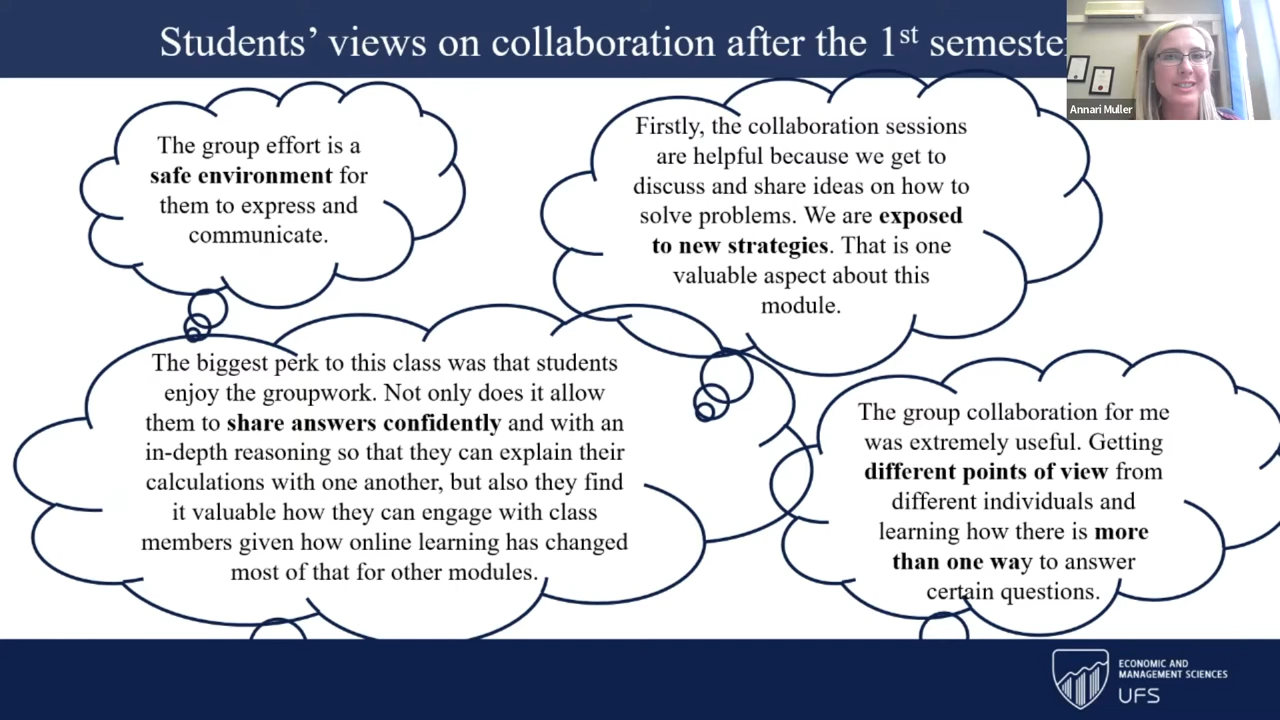 Students' views on collaboration after the 1st semester
Annari Muller
The group effort is a
safe environment for
them to express and
communicate.
Firstly, the collaboration sessions
are helpful because we get to
discuss and share ideas on how to
solve problems. We are exposed
to new strategies. That is one
valuable aspect about this
module.
The biggest perk to this class was that students
enjoy the groupwork. Not only does it allow
them to share answers confidently and with an
in-depth reasoning so that they can explain their
calculations with one another, but also they find
it valuable how they can engage with class
members given how online learning has changed
most of that for other modules.
The group collaboration for me
was extremely useful. Getting
different points of view from
different individuals and
learning how there is more
than one way to answer
certain questions.
ECONOMIC AND
MANAGEMENT SCIENCES
UFS